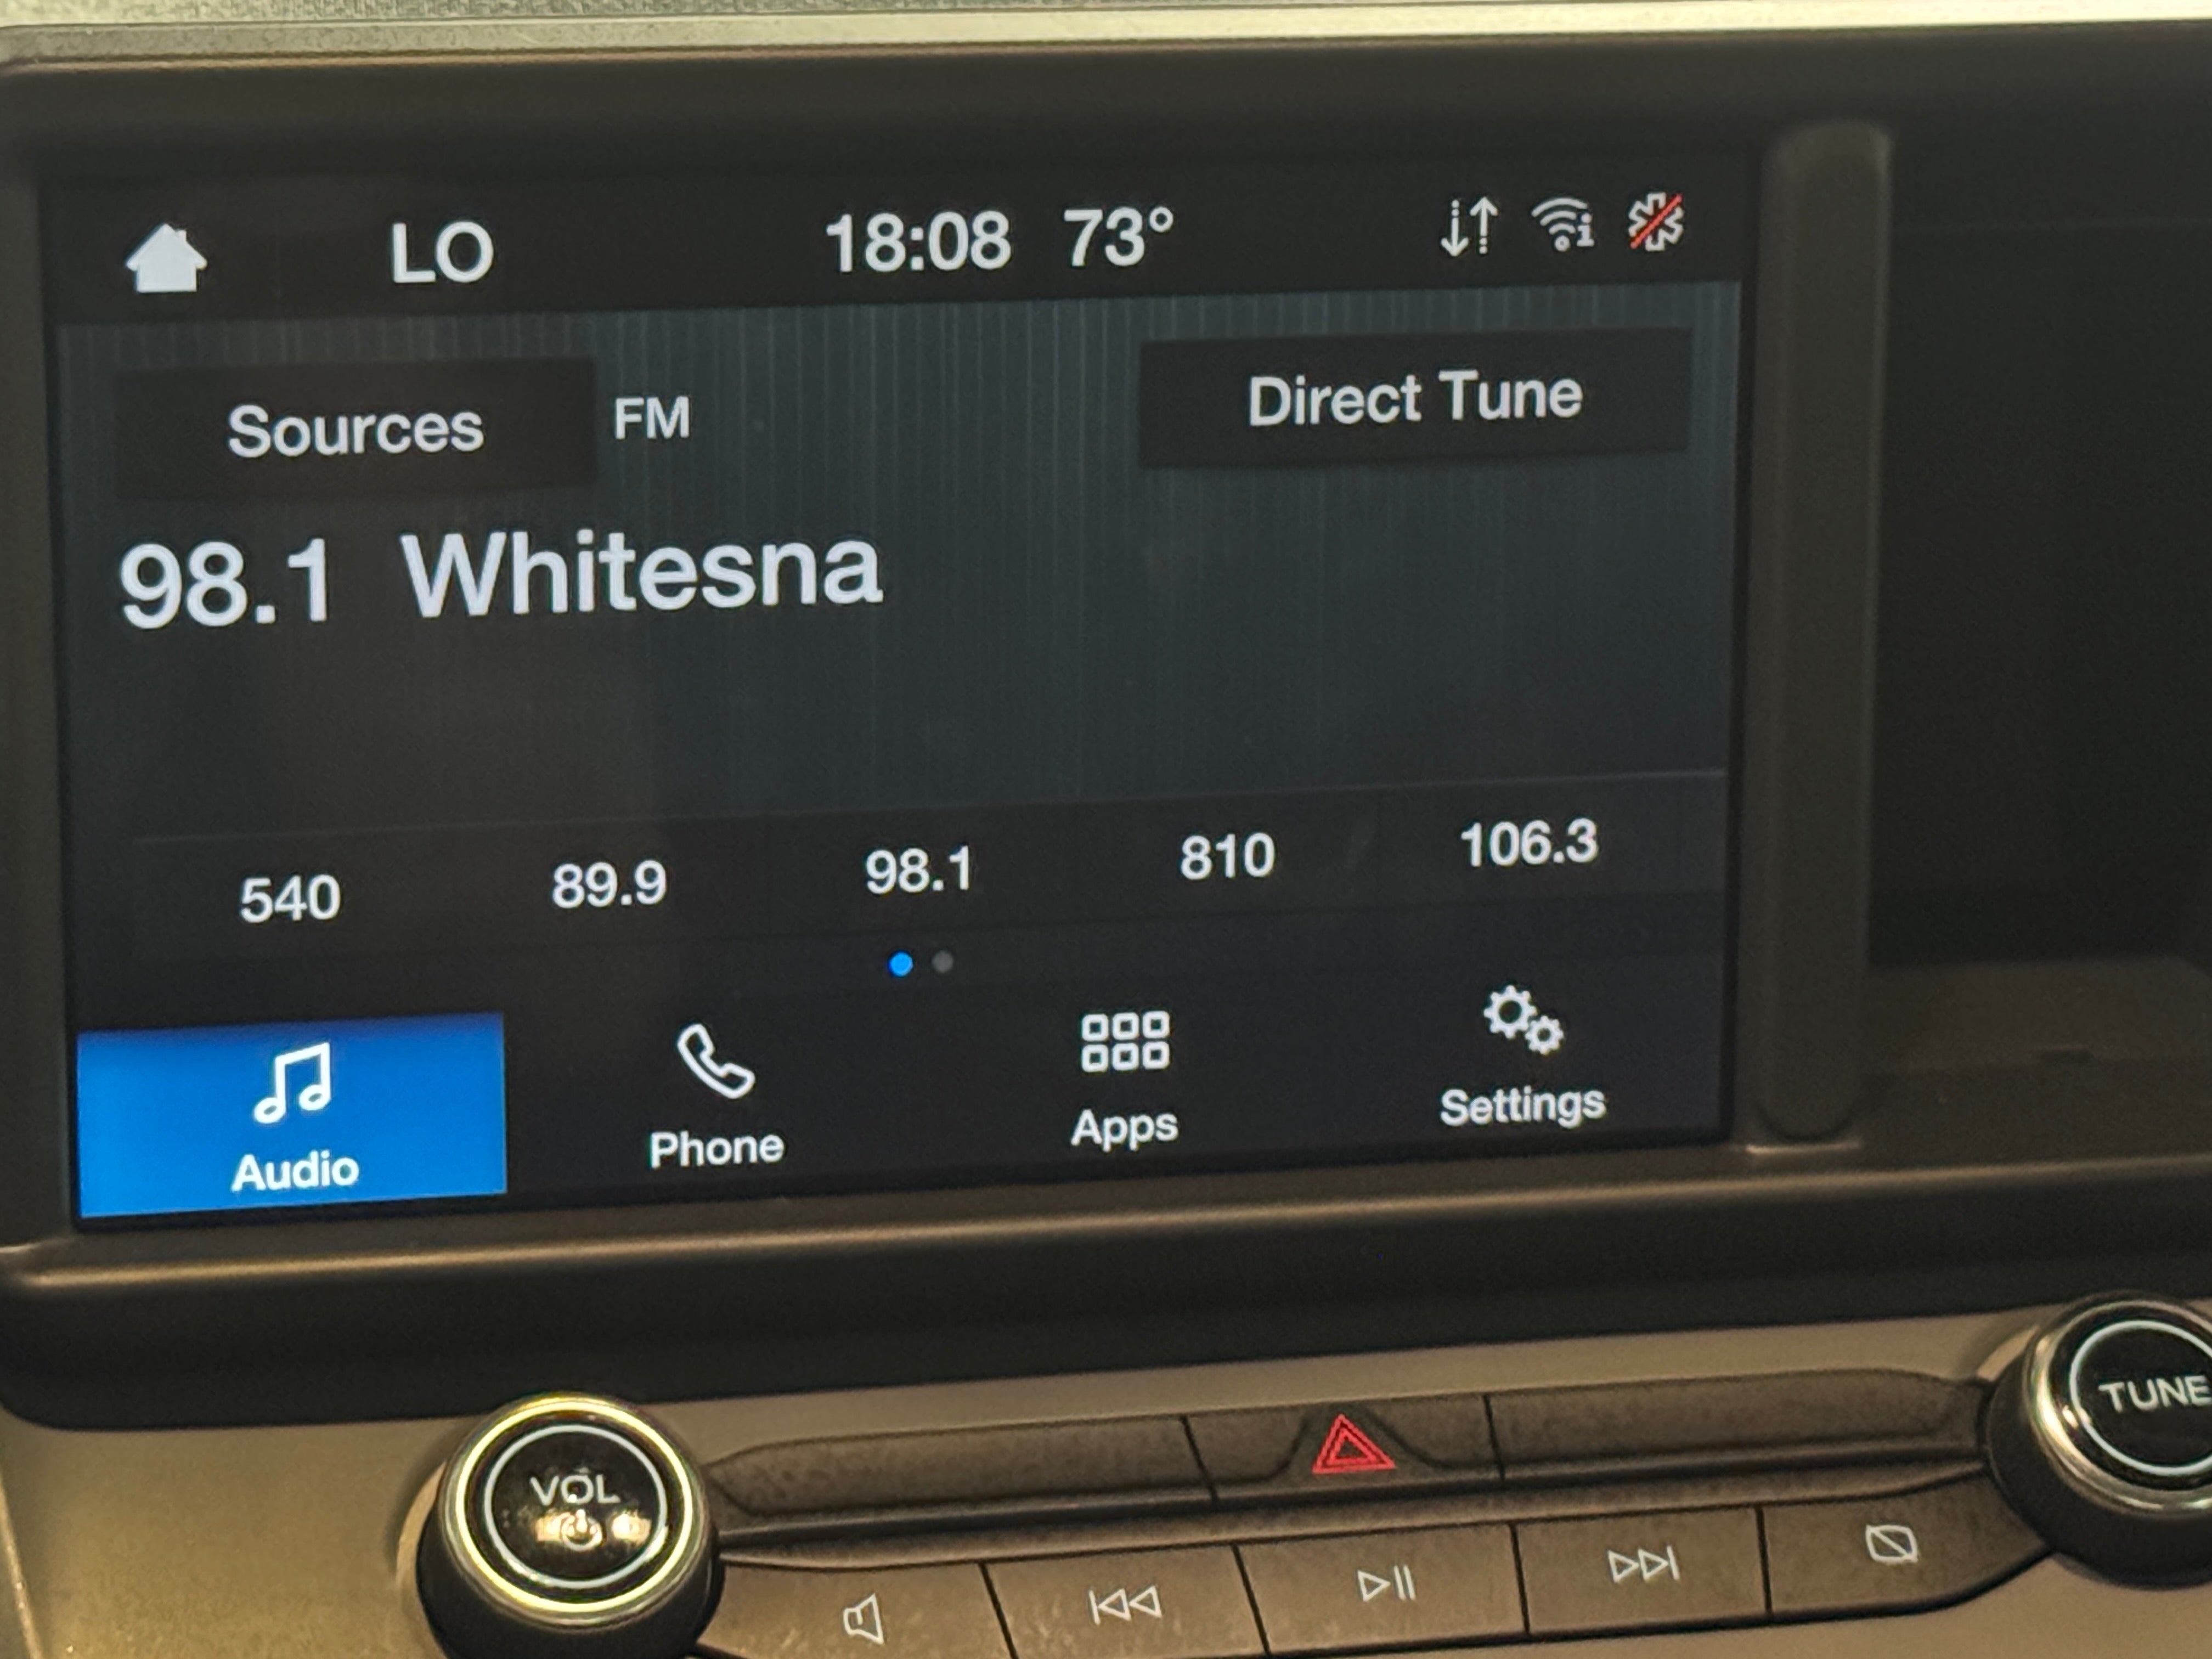 LO 18:08 73°
Sources FM Direct Tune
98.1 Whitesna
540 89.9 98.1 810 106.3
Audio Phone Apps Settings
VOL TUNE